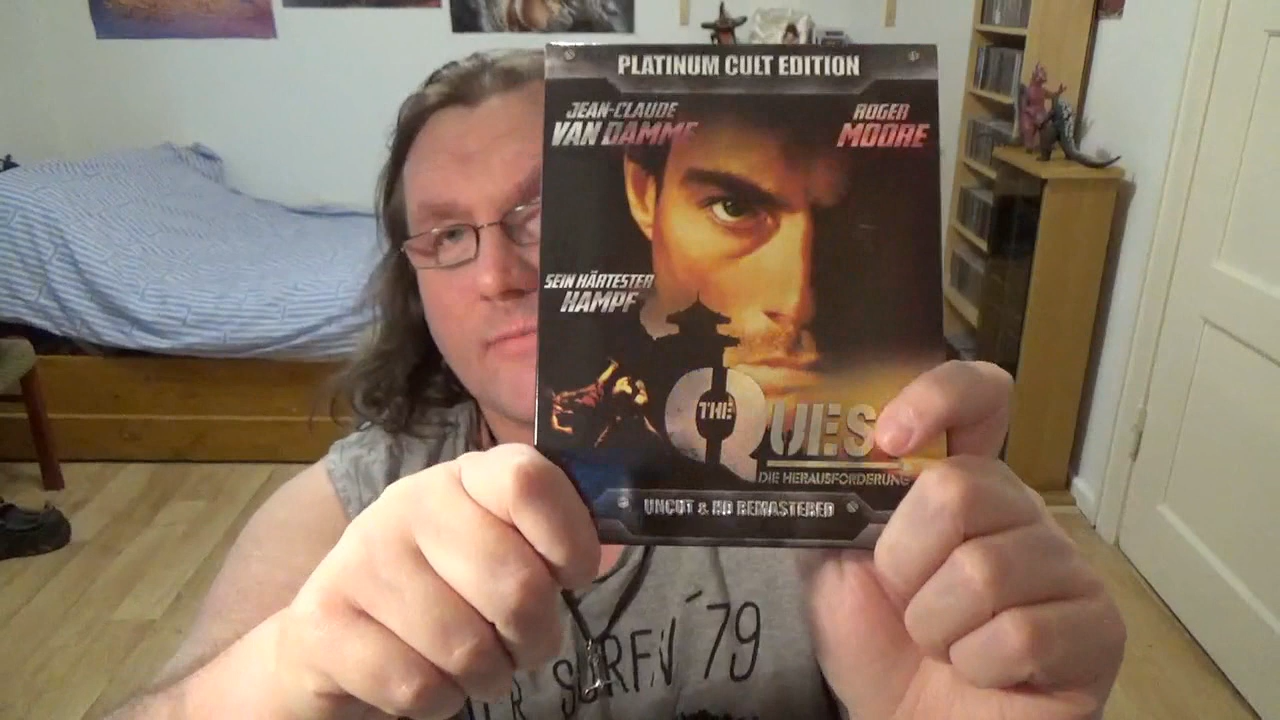 PLATINUM CULT EDITION
JEAN-CLAUDE
VAN DAMME
ROGER
MOORE
SEIN HÄRTESTER
KAMPF
THE
QUES
DIE HERAUSFORDERUNG
UNCUT & HD REMASTERED
SURFN '79